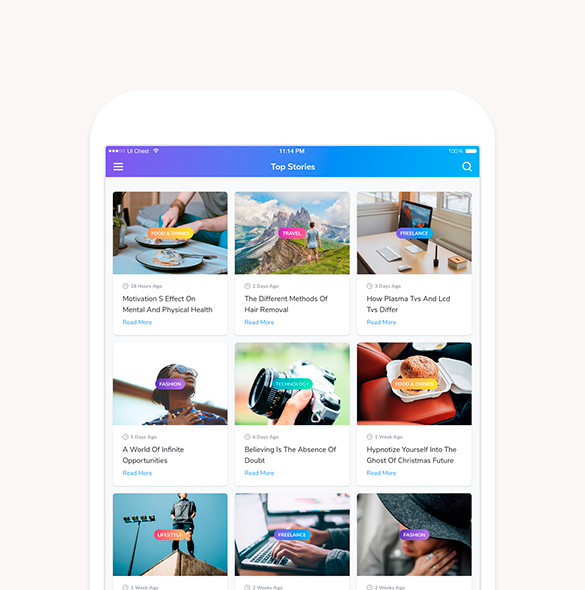 UI Chest
11:14 PM
100%
Top Stories
FOOD & DRINKS
TRAVEL
FREELANCE
18 Hours Ago
2 Days Ago
3 Days Ago
Motivation S Effect On
Mental And Physical Health
Read More
The Different Methods Of
Hair Removal
Read More
How Plasma Tvs And Lcd
Tvs Differ
Read More
FASHION
TECHNOLOGY
FOOD & DRINKS
5 Days Ago
6 Days Ago
1 Week Ago
A World Of Infinite
Opportunities
Read More
Believing Is The Absence Of
Doubt
Read More
Hypnotize Yourself Into The
Ghost Of Christmas Future
Read More
LIFESTYLE
FREELANCE
FASHION
1 Week Ago
2 Weeks Ago
2 Weeks Ago